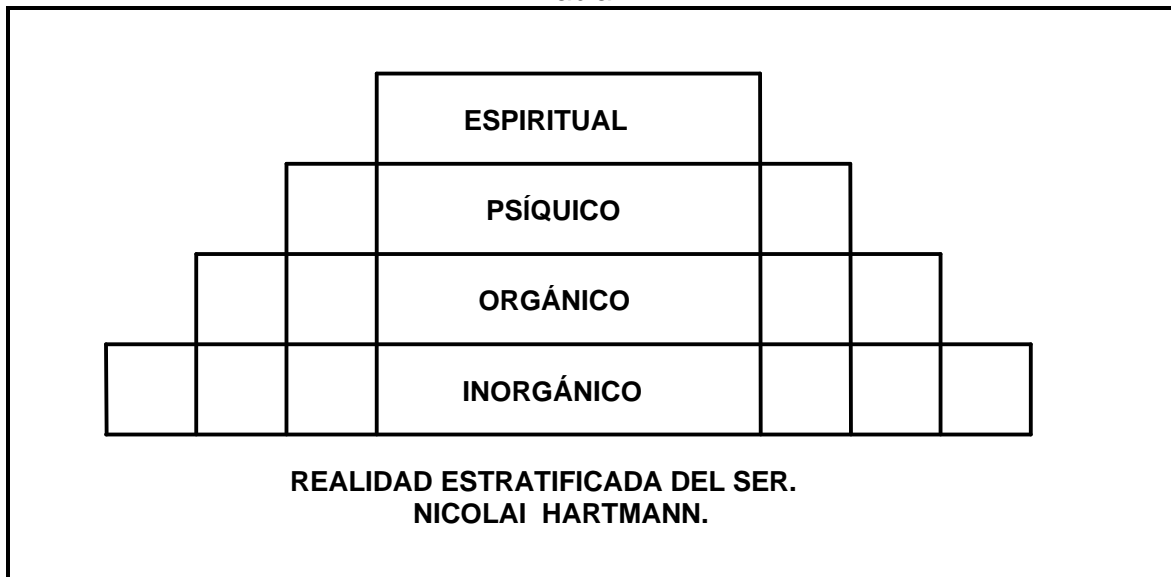 ESPIRITUAL
PSÍQUICO
ORGÁNICO
INORGÁNICO
REALIDAD ESTRATIFICADA DEL SER.
NICOLAI HARTMANN.